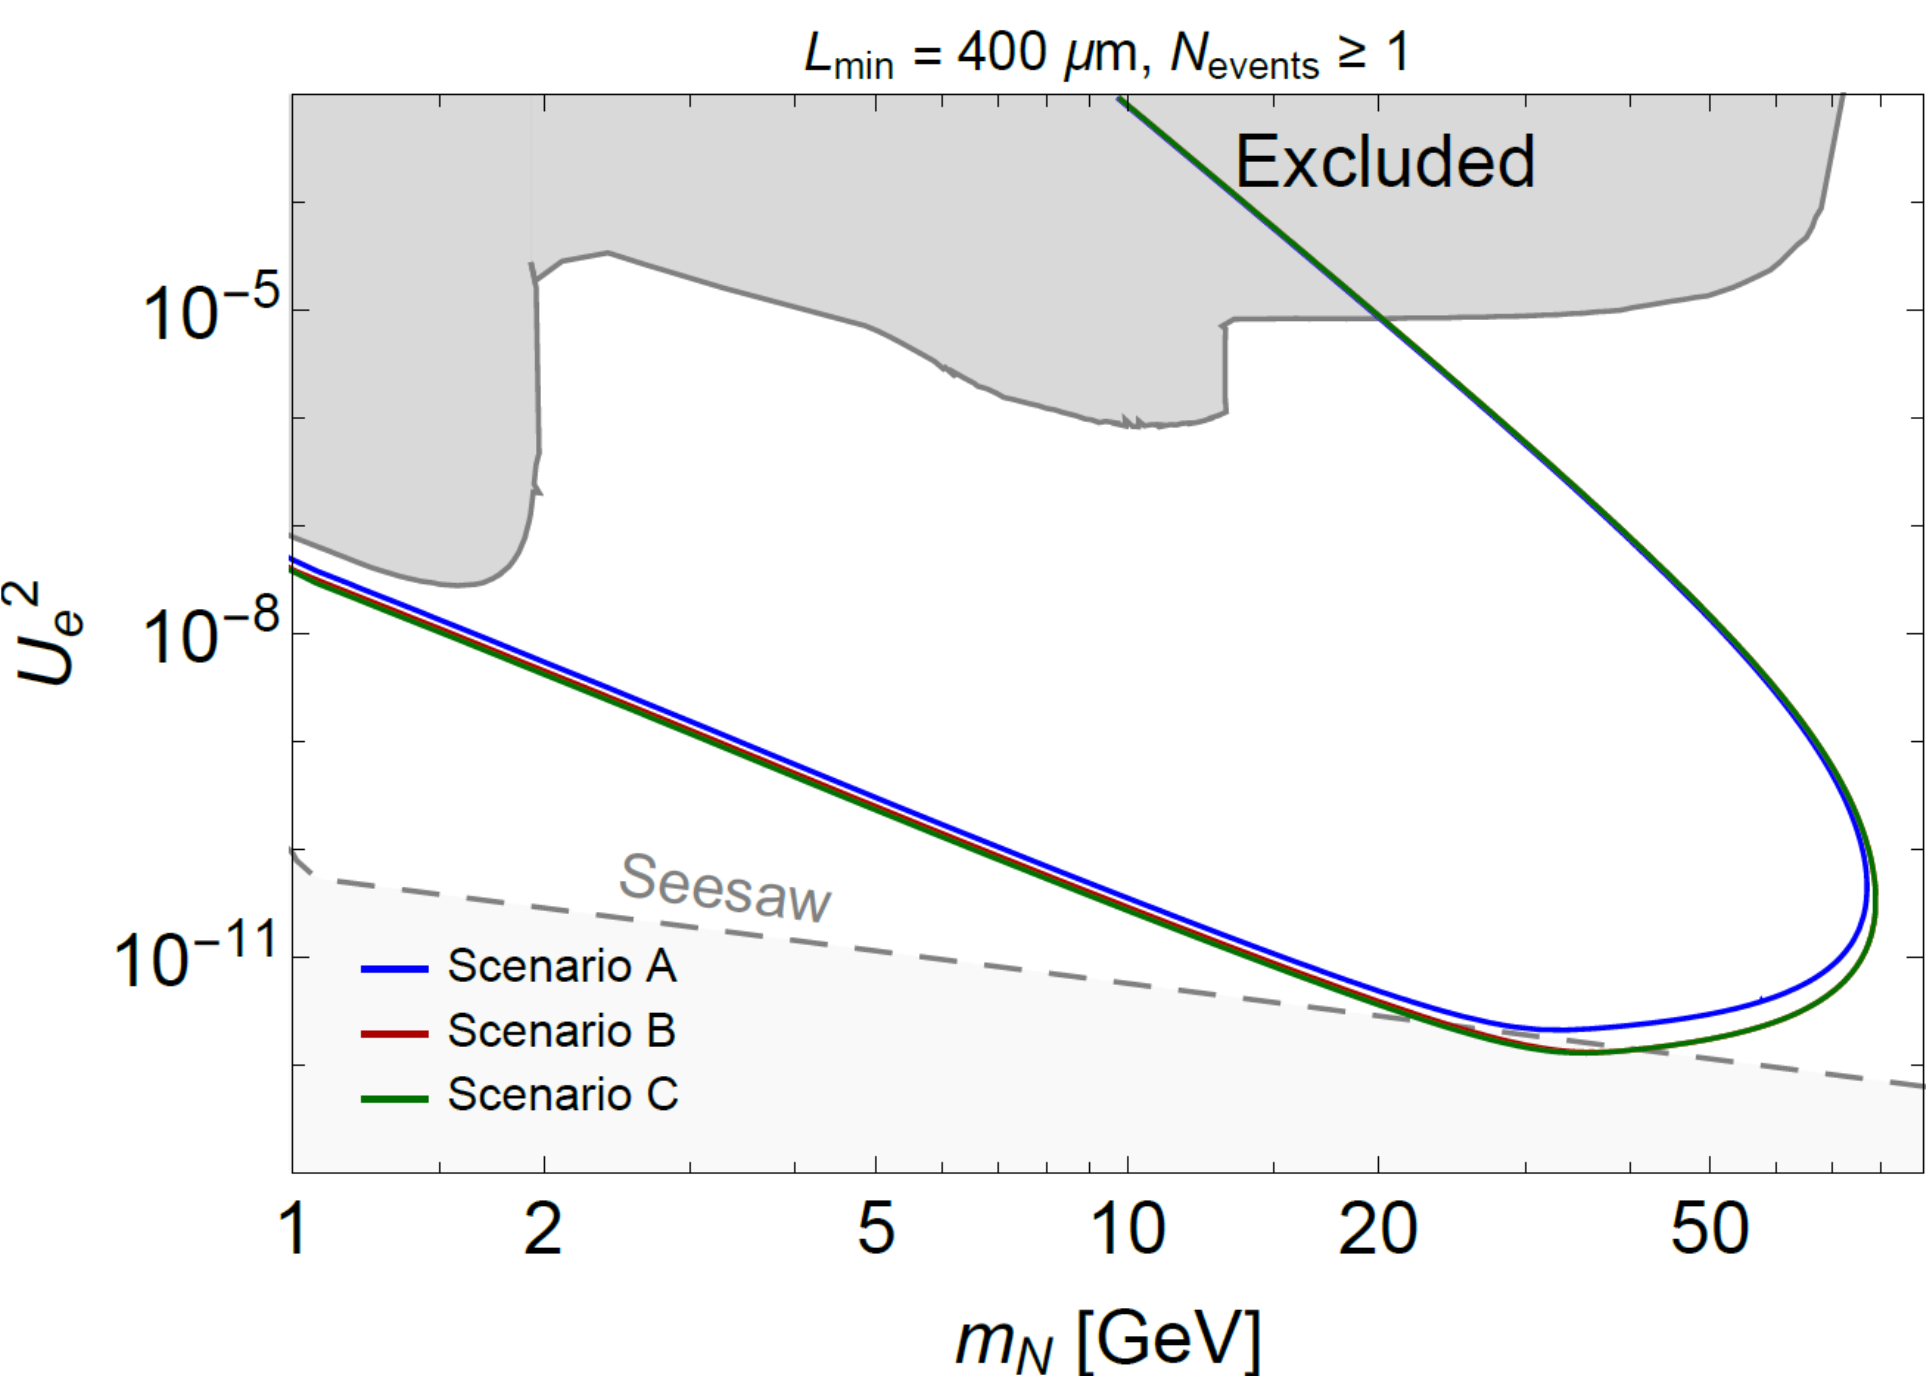 L_min = 400 μm, N_events ≥ 1
Excluded
10^−5
10^−8
10^−11
U_e^2
Seesaw
Scenario A
Scenario B
Scenario C
1 2 5 10 20 50
m_N [GeV]